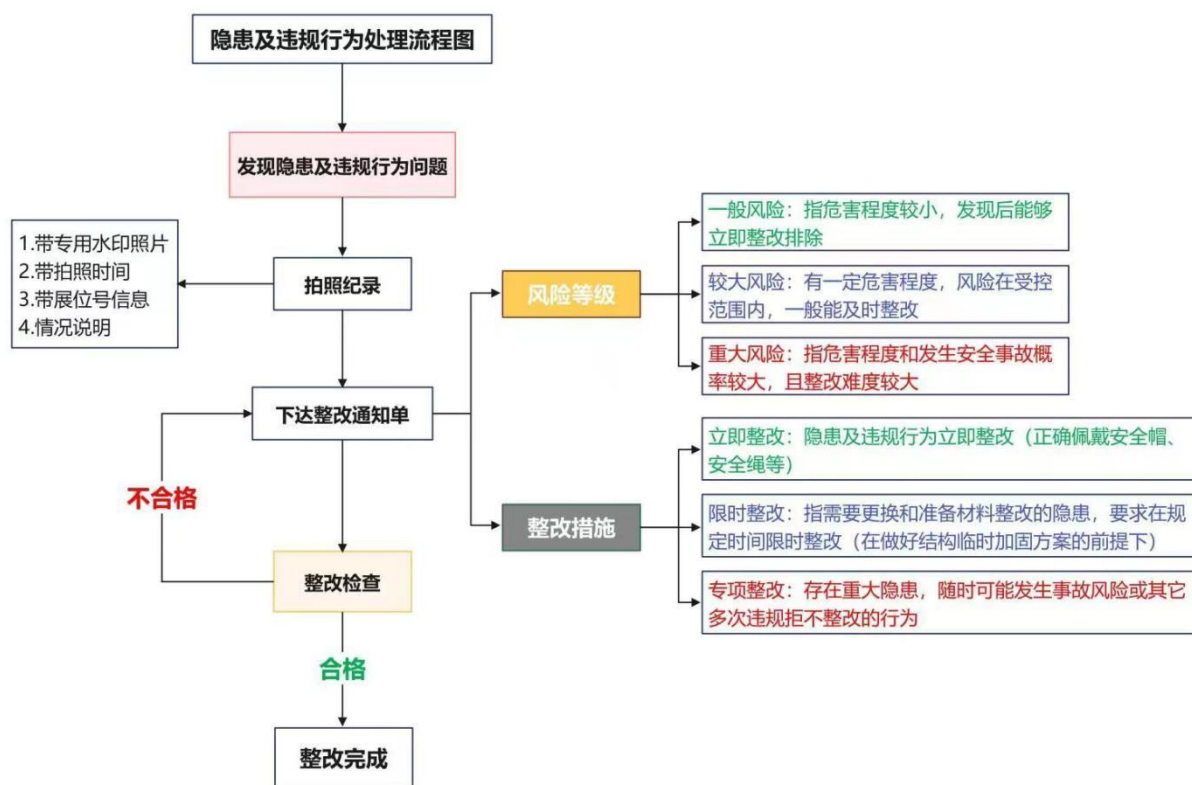 隐患及违规行为处理流程图
发现隐患及违规行为问题
1.带专用水印照片
2.带拍照时间
3.带展位号信息
4.情况说明
拍照纪录
下达整改通知单
风险等级
一般风险：指危害程度较小，发现后能够
立即整改排除
较大风险：有一定危害程度，风险在受控
范围内，一般能及时整改
重大风险：指危害程度和发生安全事故概
率较大，且整改难度较大
整改措施
立即整改：隐患及违规行为立即整改（正确佩戴安全帽、
安全绳等）
限时整改：指需要更换和准备材料整改的隐患，要求在规
定时间限时整改（在做好结构临时加固方案的前提下）
专项整改：存在重大隐患，随时可能发生事故风险或其它
多次违规拒不整改的行为
不合格
整改检查
合格
整改完成